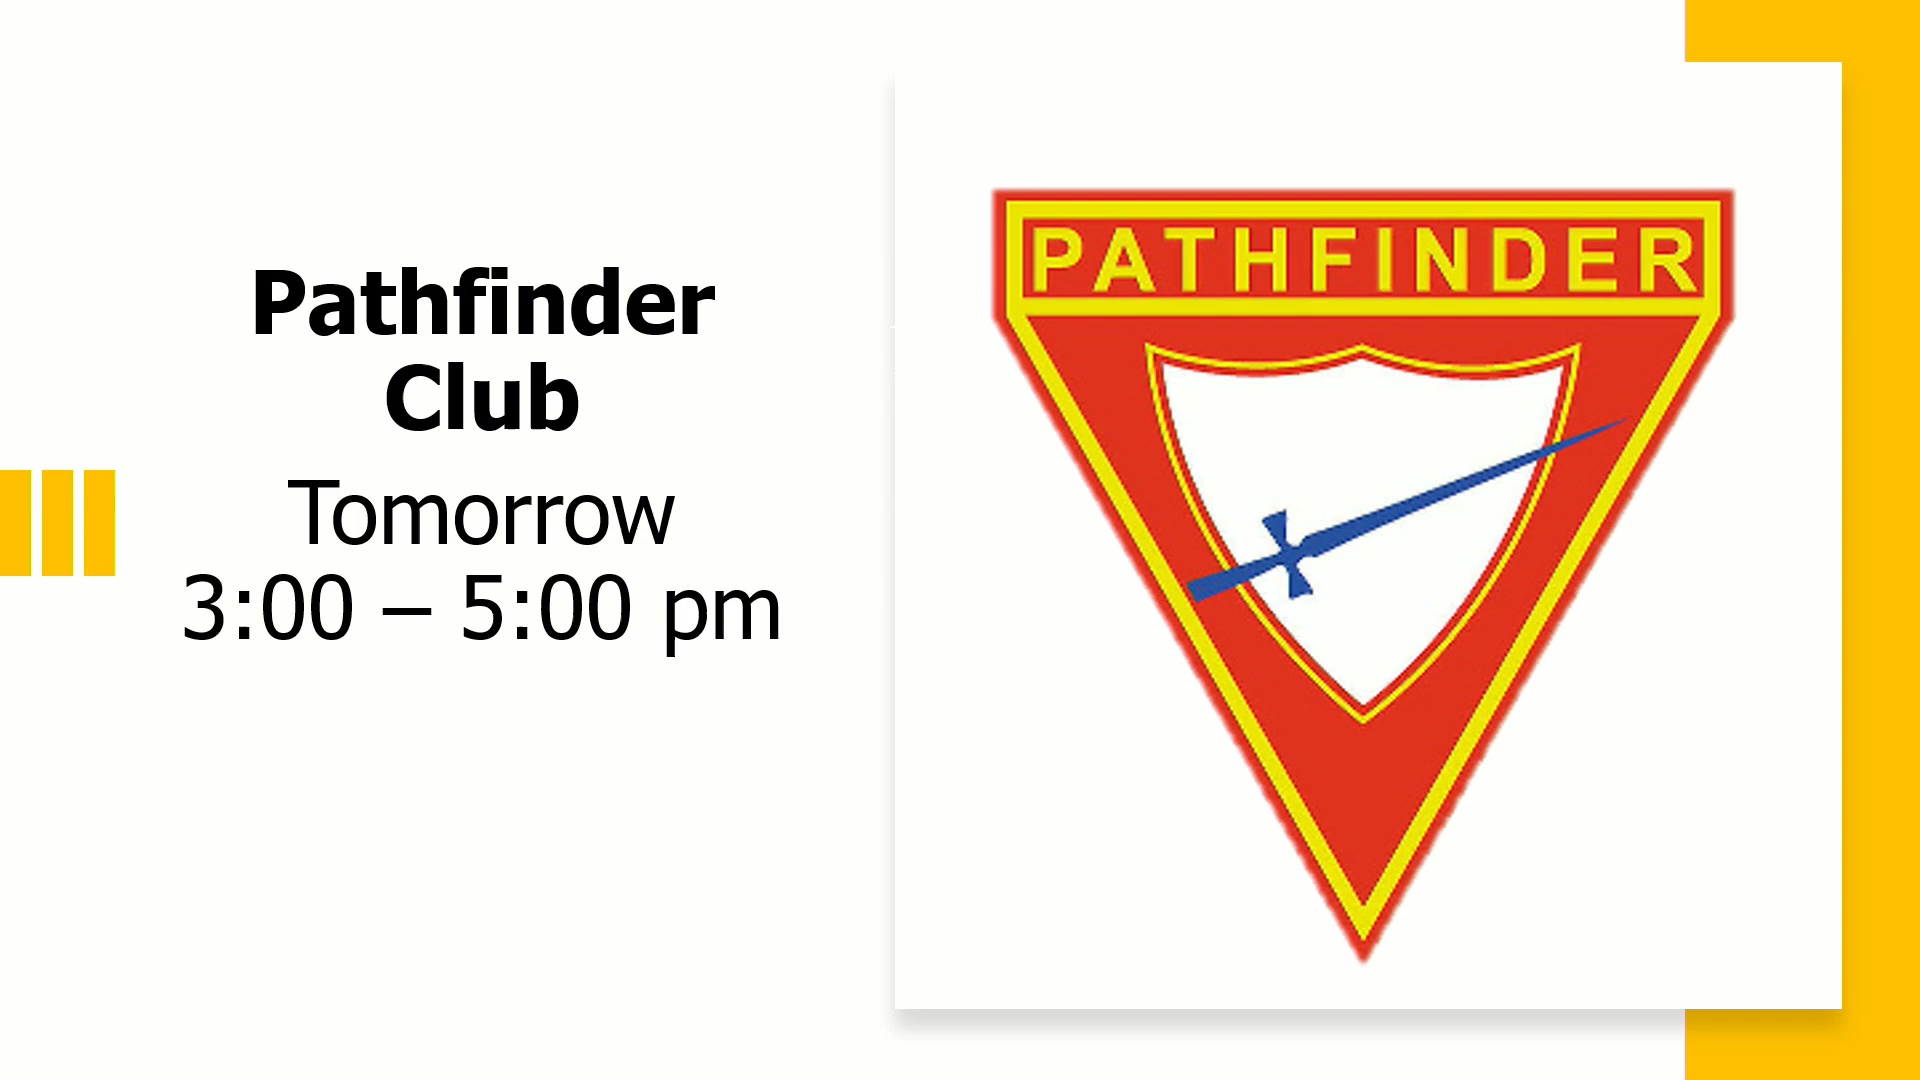 Pathfinder
Club
Tomorrow
3:00 – 5:00 pm
PATHFINDER